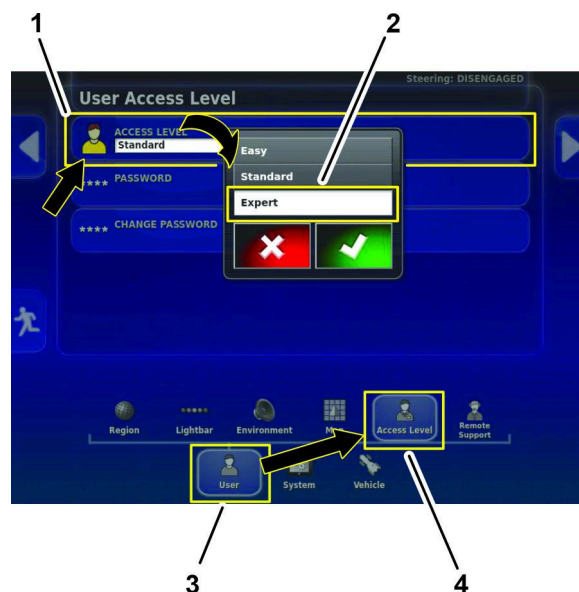 1
2
Steering: DISENGAGED
User Access Level
ACCESS LEVEL
Standard
Easy
Standard
Expert
**** PASSWORD
**** CHANGE PASSWORD
Region
Lightbar
Environment
Map
Access Level
Remote
Support
User
System
Vehicle
3
4